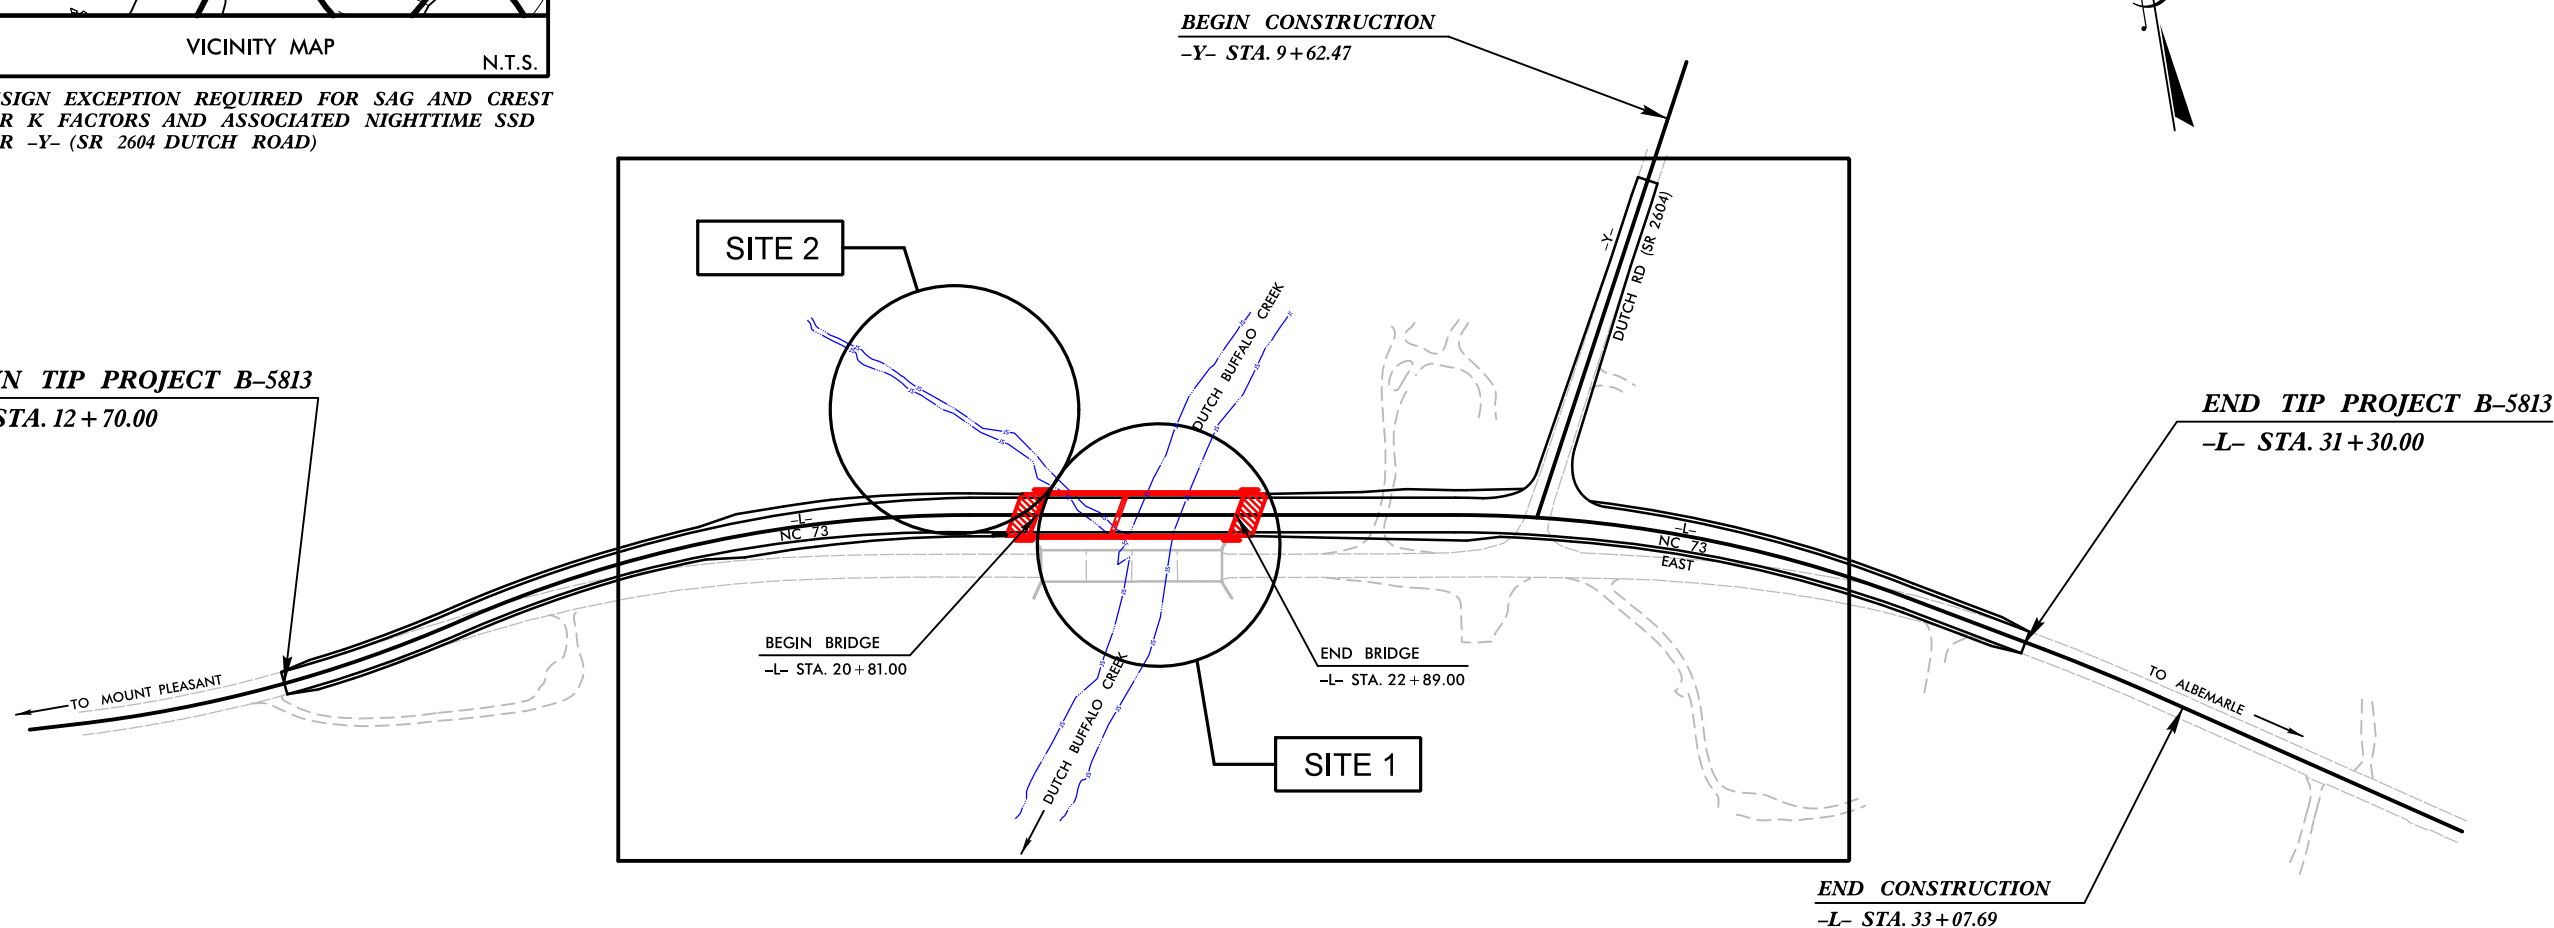 VICINITY MAP
N.T.S.
SIGN EXCEPTION REQUIRED FOR SAG AND CREST
R K FACTORS AND ASSOCIATED NIGHTTIME SSD
R –Y– (SR 2604 DUTCH ROAD)
BEGIN CONSTRUCTION
–Y– STA. 9+62.47
SITE 2
DUTCH BUFFALO CREEK
–Y–
DUTCH RD (SR 2604)
N TIP PROJECT B–5813
STA. 12+70.00
END TIP PROJECT B–5813
–L– STA. 31+30.00
–L–
NC 73
–L–
NC 73
EAST
BEGIN BRIDGE
–L– STA. 20+81.00
END BRIDGE
–L– STA. 22+89.00
TO MOUNT PLEASANT
TO ALBEMARLE
DUTCH BUFFALO CREEK
SITE 1
END CONSTRUCTION
–L– STA. 33+07.69